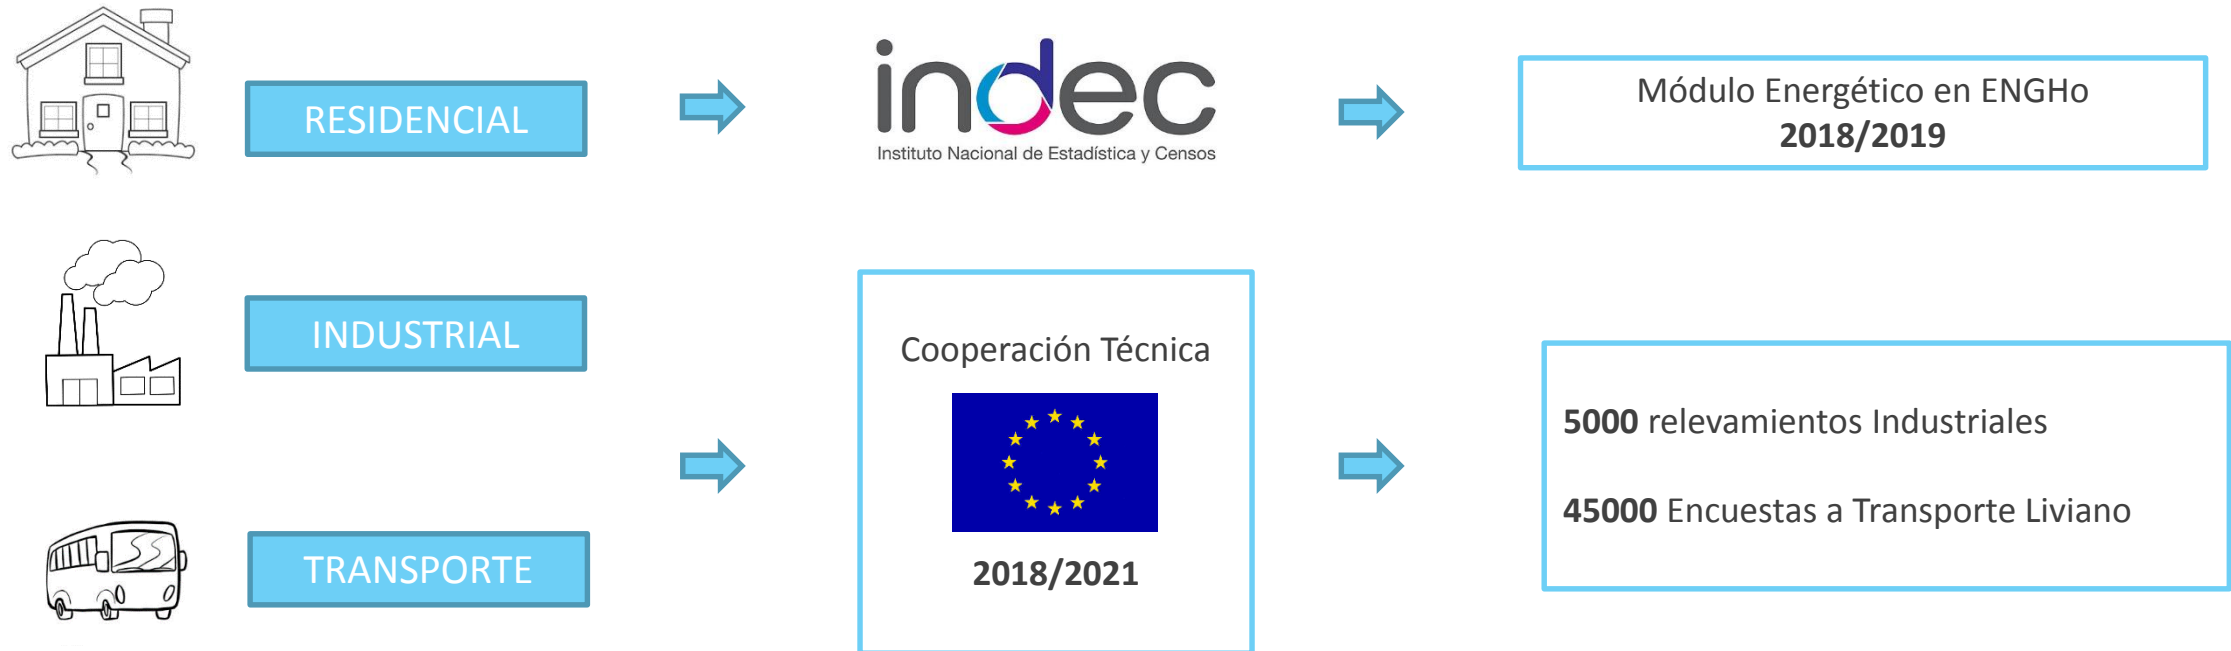 RESIDENCIAL
indec
Instituto Nacional de Estadística y Censos
Módulo Energético en ENGHo
2018/2019
INDUSTRIAL
Cooperación Técnica
2018/2021
5000 relevamientos Industriales
45000 Encuestas a Transporte Liviano
TRANSPORTE